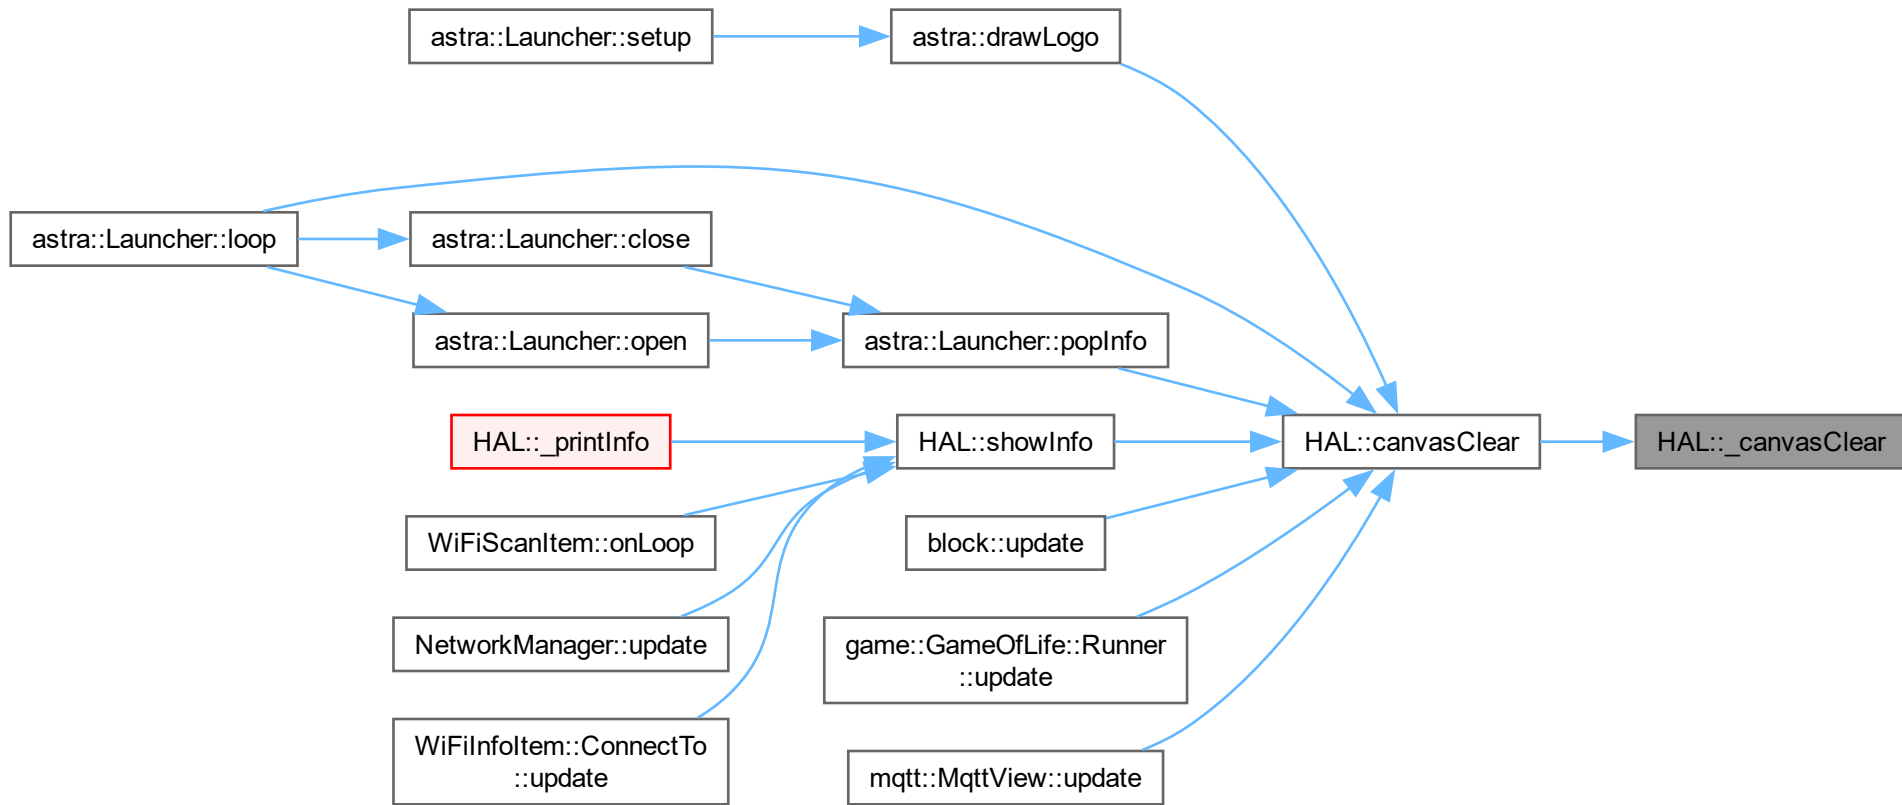 astra::Launcher::setup
astra::drawLogo
astra::Launcher::loop
astra::Launcher::close
astra::Launcher::open
astra::Launcher::popInfo
HAL::_printInfo
HAL::showInfo
HAL::canvasClear
HAL::_canvasClear
WiFiScanItem::onLoop
block::update
NetworkManager::update
game::GameOfLife::Runner
::update
WiFiInfoItem::ConnectTo
::update
mqtt::MqttView::update